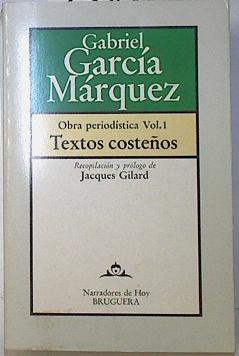 Gabriel
García
Márquez
Obra periodística Vol.1
Textos costeños
Recopilación y prólogo de
Jacques Gilard
Narradores de Hoy
BRUGUERA